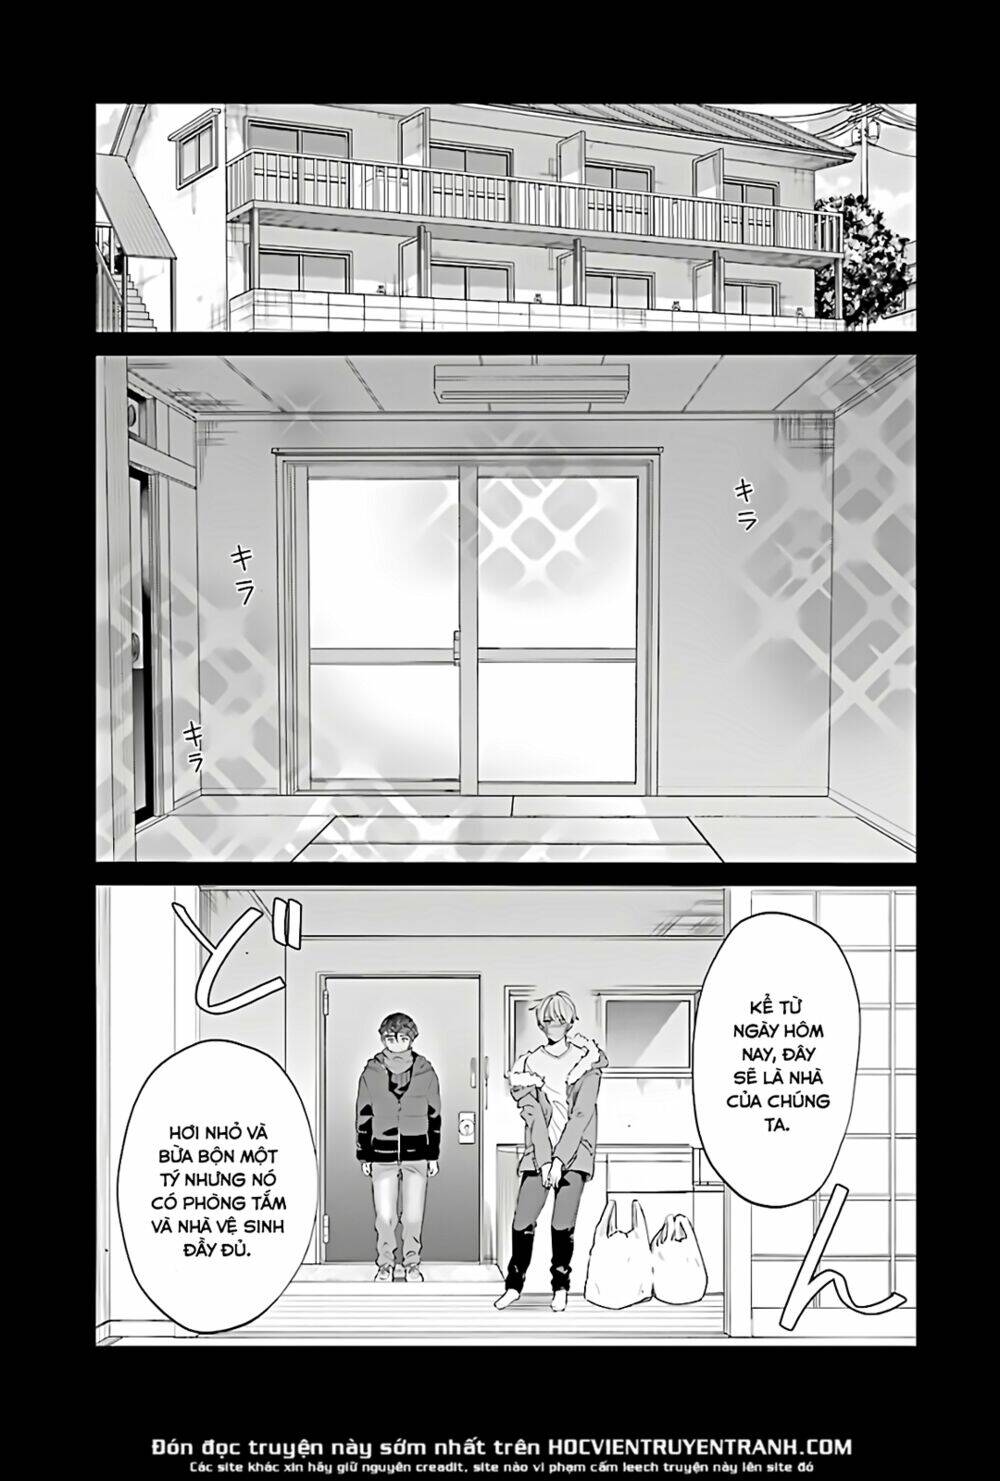 キラ
キラ
キラ
ど
ん
KỂ TỪ
NGÀY HÔM
NAY, ĐÂY
SẼ LÀ NHÀ
CỦA CHÚNG
TA.
HƠI NHỎ VÀ
BỪA BỘN MỘT
TÝ NHƯNG NÓ
CÓ PHÒNG TẮM
VÀ NHÀ VỆ SINH
ĐẦY ĐỦ.
Đón đọc truyện này sớm nhất trên HOCVIENTRUYENTRANH.COM
Các site khác xin hãy giữ nguyên creadit, site nào vi phạm cấm leech truyện này lên site đó